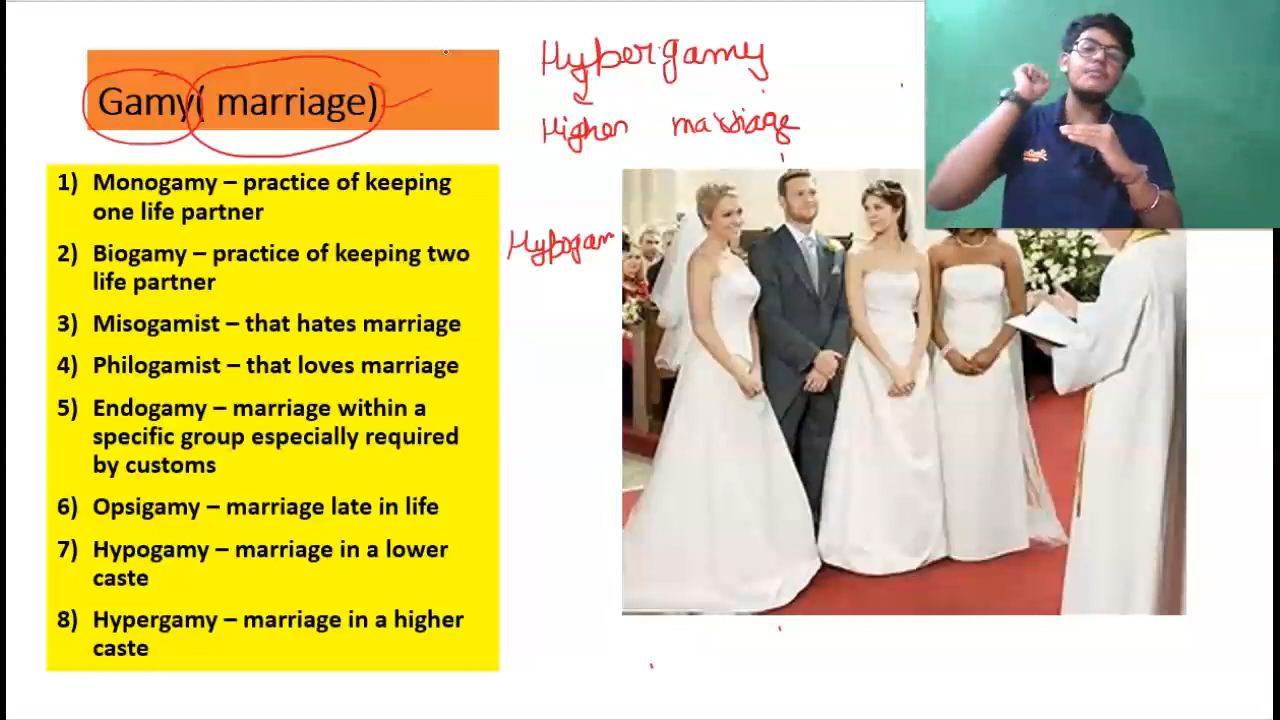 Gamy( marriage)
Hypergamy
Higher marriage
Hypogam
1) Monogamy – practice of keeping
one life partner
2) Biogamy – practice of keeping two
life partner
3) Misogamist – that hates marriage
4) Philogamist – that loves marriage
5) Endogamy – marriage within a
specific group especially required
by customs
6) Opsigamy – marriage late in life
7) Hypogamy – marriage in a lower
caste
8) Hypergamy – marriage in a higher
caste